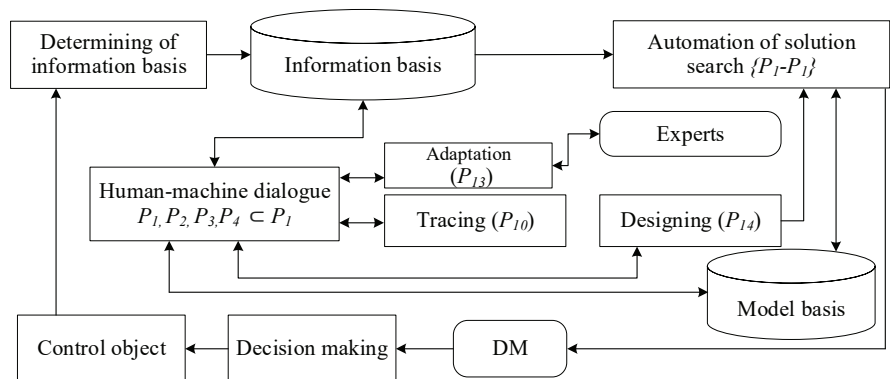 Determining of
information basis
Information basis
Automation of solution
search {P1-P1}
Experts
Adaptation
(P13)
Human-machine dialogue
P1, P2, P3,P4 ⊂ P1
Tracing (P10)
Designing (P14)
Model basis
Control object
Decision making
DM